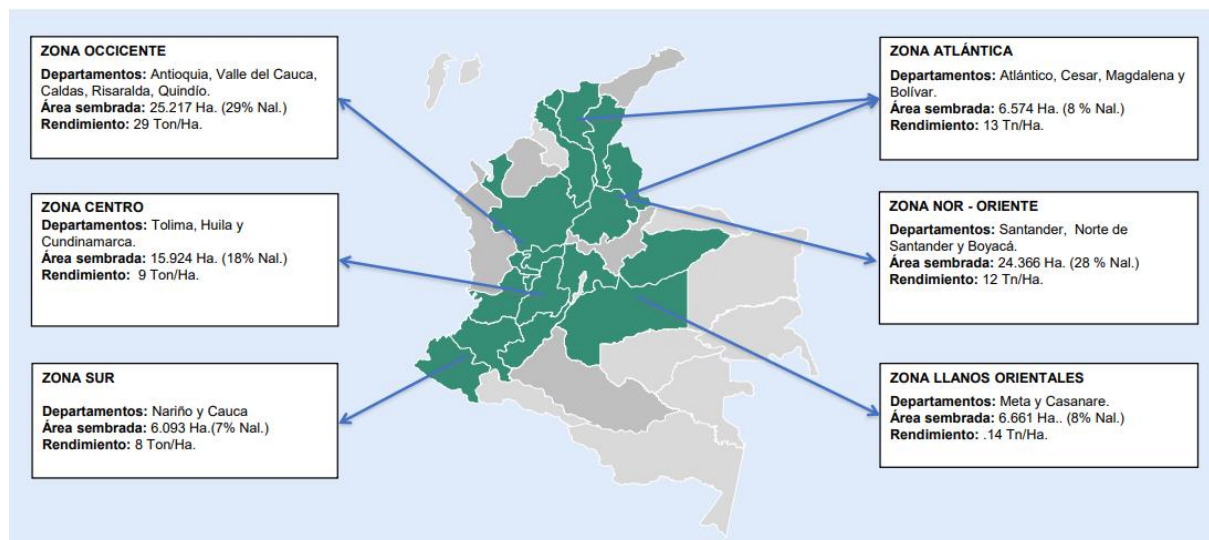 ZONA OCCICENTE
Departamentos: Antioquia, Valle del Cauca,
Caldas, Risaralda, Quindío.
Área sembrada: 25.217 Ha. (29% Nal.)
Rendimiento: 29 Ton/Ha.
ZONA CENTRO
Departamentos: Tolima, Huila y
Cundinamarca.
Área sembrada: 15.924 Ha. (18% Nal.)
Rendimiento: 9 Ton/Ha.
ZONA SUR
Departamentos: Nariño y Cauca
Área sembrada: 6.093 Ha.(7% Nal.)
Rendimiento: 8 Ton/Ha.
ZONA ATLÁNTICA
Departamentos: Atlántico, Cesar, Magdalena y
Bolívar.
Área sembrada: 6.574 Ha. (8 % Nal.)
Rendimiento: 13 Tn/Ha.
ZONA NOR - ORIENTE
Departamentos: Santander, Norte de
Santander y Boyacá.
Área sembrada: 24.366 Ha. (28 % Nal.)
Rendimiento: 12 Tn/Ha.
ZONA LLANOS ORIENTALES
Departamentos: Meta y Casanare.
Área sembrada: 6.661 Ha.. (8% Nal.)
Rendimiento: .14 Tn/Ha.